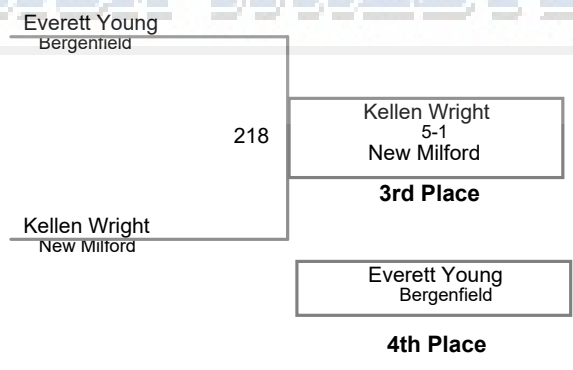 Everett Young
Bergenfield
218
Kellen Wright
5-1
New Milford
3rd Place
Kellen Wright
New Milford
Everett Young
Bergenfield
4th Place